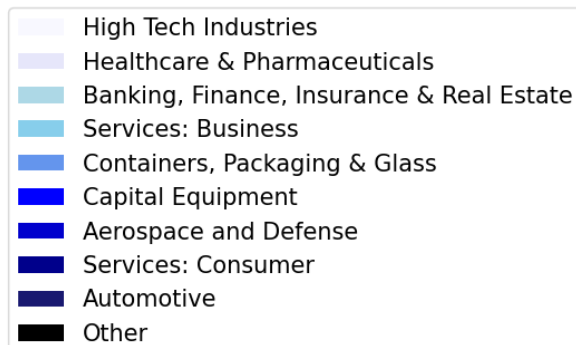 High Tech Industries
Healthcare & Pharmaceuticals
Banking, Finance, Insurance & Real Estate
Services: Business
Containers, Packaging & Glass
Capital Equipment
Aerospace and Defense
Services: Consumer
Automotive
Other